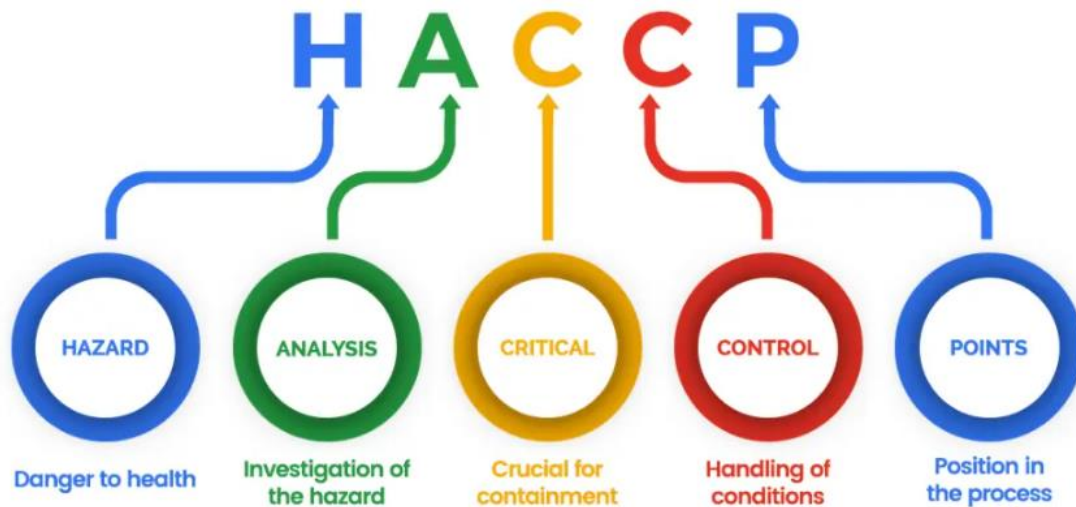 HACCP
HAZARD
ANALYSIS
CRITICAL
CONTROL
POINTS
Danger to health
Investigation of
the hazard
Crucial for
containment
Handling of
conditions
Position in
the process